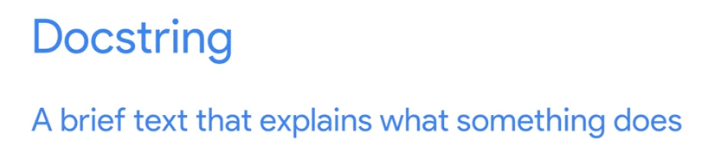 Docstring
A brief text that explains what something does